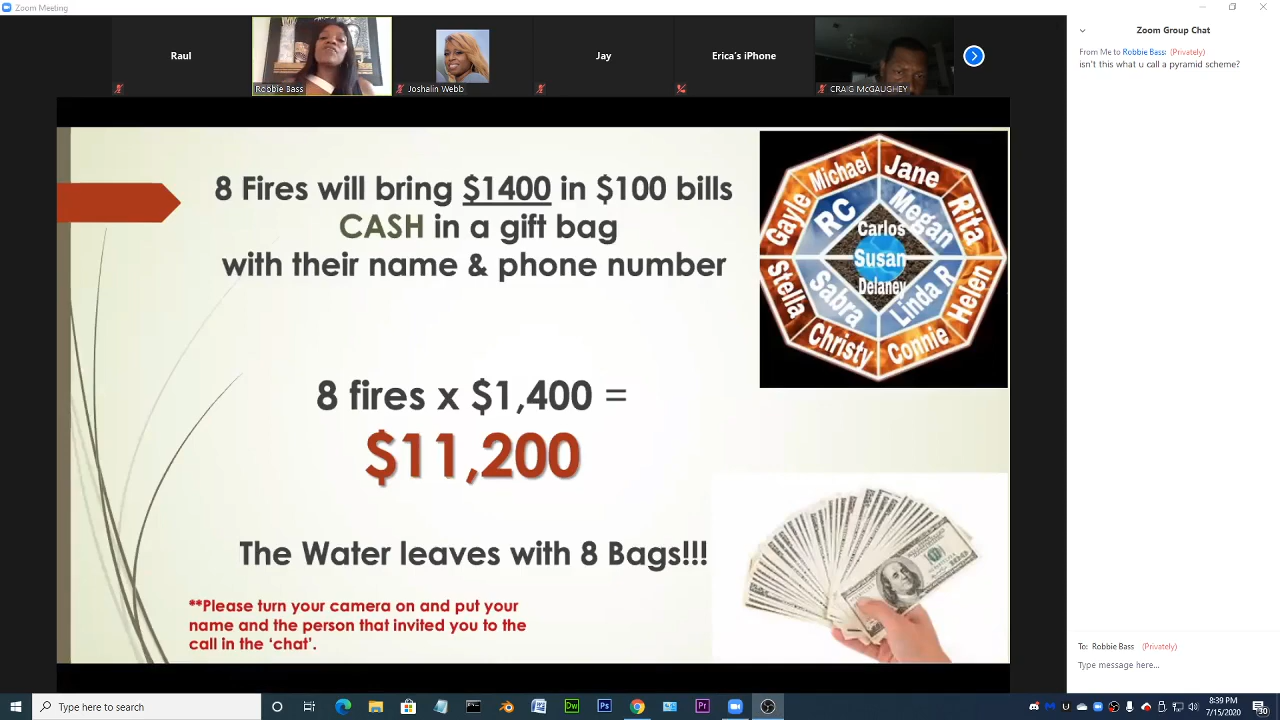 Zoom Meeting
Raul
Robbie Bass
Joshalin Webb
Jay
Erica's iPhone
CRAIG McGAUGHEY
8 Fires will bring $1400 in $100 bills
CASH in a gift bag
with their name & phone number
8 fires x $1,400 =
$11,200
The Water leaves with 8 Bags!!!
**Please turn your camera on and put your
name and the person that invited you to the
call in the ‘chat’.
Michael
Jane
Gayle
RC
Megan
Rita
Carlos
Susan
Delaney
Stella
Sabra
Linda R
Helen
Christy
Connie
Zoom Group Chat
From Me to Robbie Bass: (Privately)
isn't this what u call a pyramid scheme?
To: Robbie Bass (Privately)
Type message here...
Type here to search
Dw
Ps
Pr
8:39 PM
7/15/2020